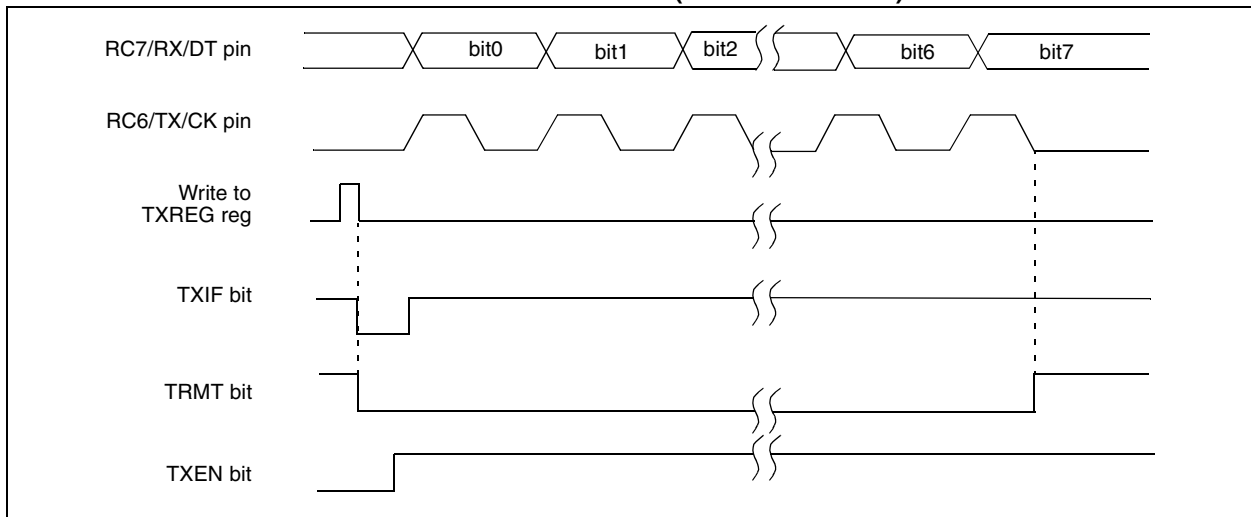 RC7/RX/DT pin
bit0 bit1 bit2 bit6 bit7
RC6/TX/CK pin
Write to
TXREG reg
TXIF bit
TRMT bit
TXEN bit